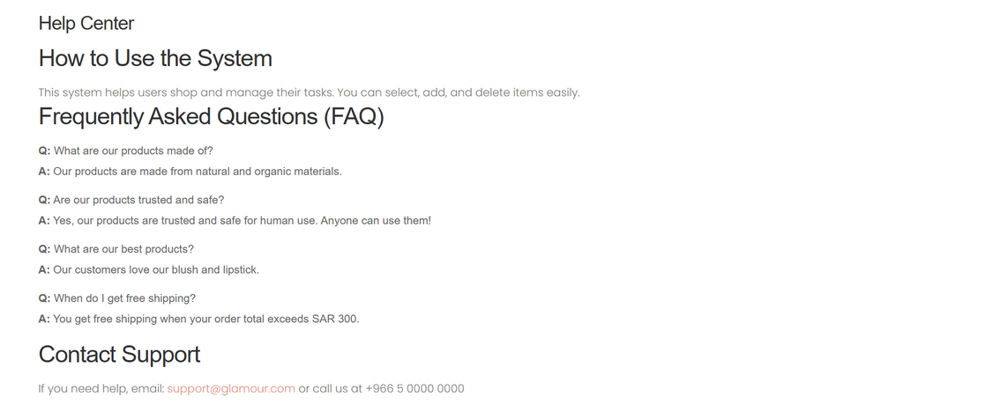 Help Center
How to Use the System
This system helps users shop and manage their tasks. You can select, add, and delete items easily.
Frequently Asked Questions (FAQ)
Q: What are our products made of?
A: Our products are made from natural and organic materials.
Q: Are our products trusted and safe?
A: Yes, our products are trusted and safe for human use. Anyone can use them!
Q: What are our best products?
A: Our customers love our blush and lipstick.
Q: When do I get free shipping?
A: You get free shipping when your order total exceeds SAR 300.
Contact Support
If you need help, email: support@glamour.com or call us at +966 5 0000 0000